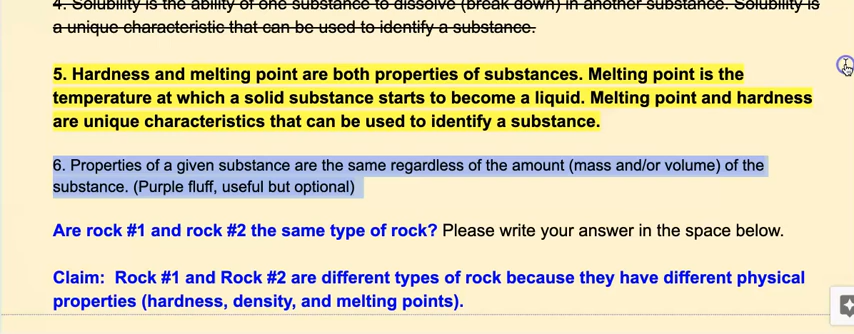 4. Solubility is the ability of one substance to dissolve (break down) in another substance. Solubility is
a unique characteristic that can be used to identify a substance.
5. Hardness and melting point are both properties of substances. Melting point is the
temperature at which a solid substance starts to become a liquid. Melting point and hardness
are unique characteristics that can be used to identify a substance.
6. Properties of a given substance are the same regardless of the amount (mass and/or volume) of the
substance. (Purple fluff, useful but optional)
Are rock #1 and rock #2 the same type of rock? Please write your answer in the space below.
Claim:  Rock #1 and Rock #2 are different types of rock because they have different physical
properties (hardness, density, and melting points).